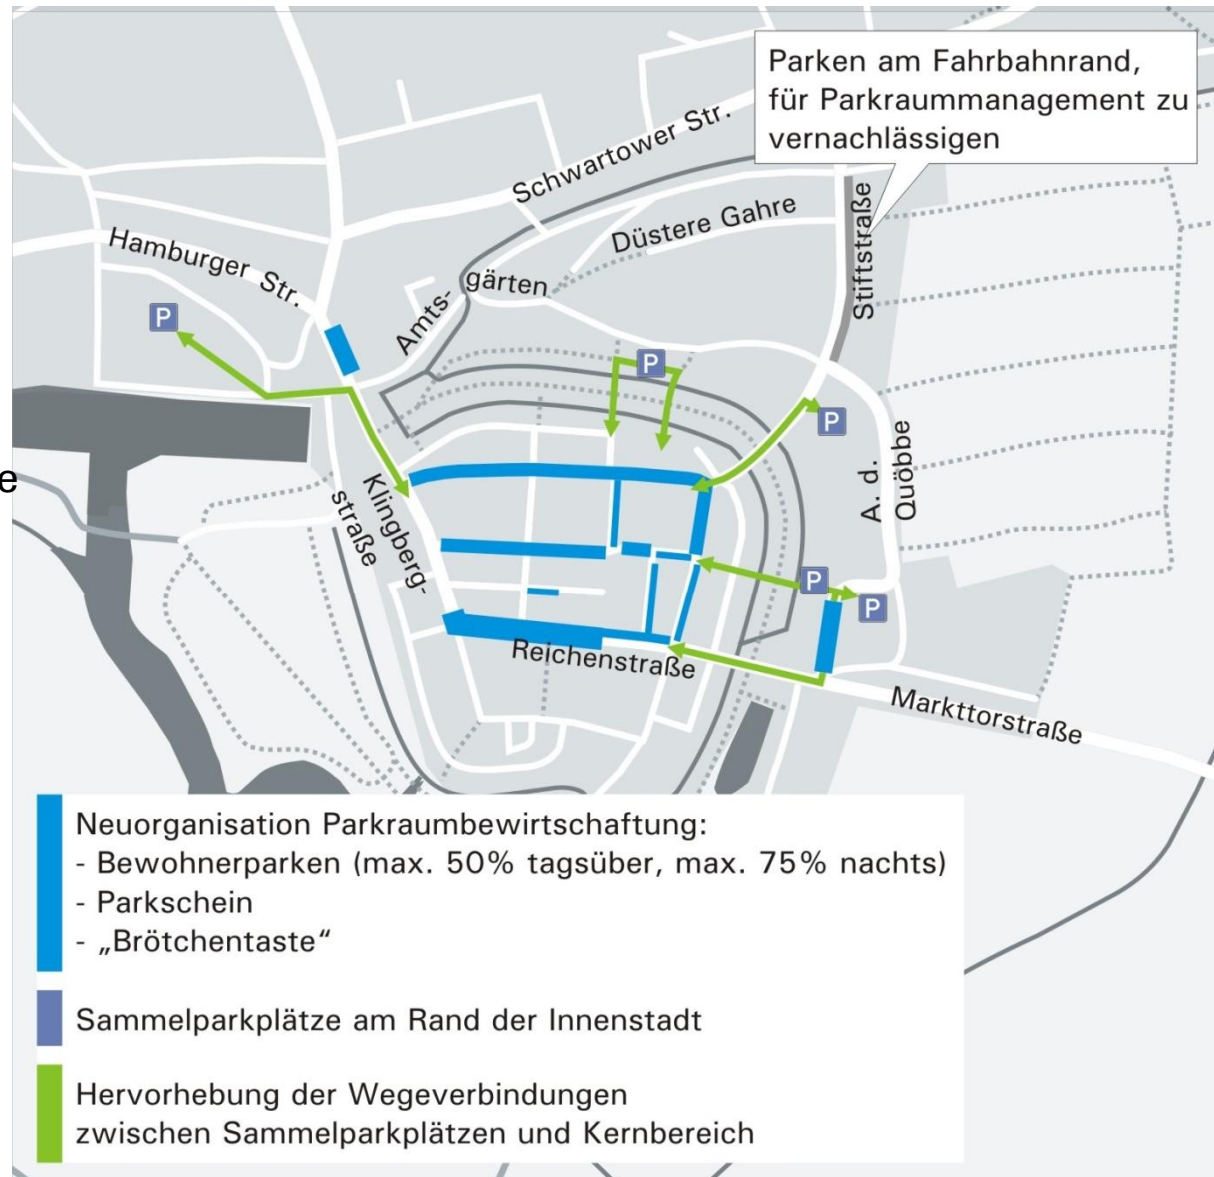 Parken am Fahrbahnrand,
für Parkraummanagement zu
vernachlässigen
Schwartower Str.
Düstere Gahre
Stiftstraße
Hamburger Str.
Amts-
gärten
P
P
P
A. d.
Quöbbe
e
Klingberg-
straße
P
P
Reichenstraße
Markttorstraße
Neuorganisation Parkraumbewirtschaftung:
- Bewohnerparken (max. 50% tagsüber, max. 75% nachts)
- Parkschein
- „Brötchentaste“
Sammelparkplätze am Rand der Innenstadt
Hervorhebung der Wegeverbindungen
zwischen Sammelparkplätzen und Kernbereich